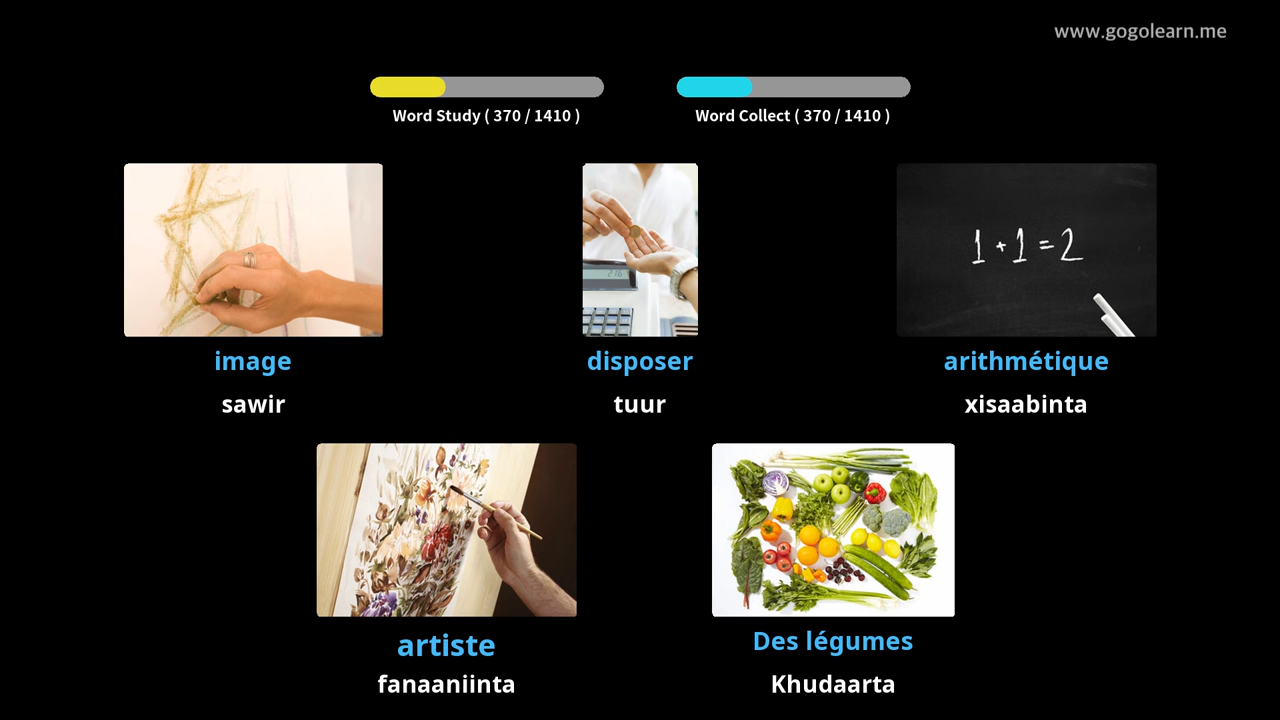 www.gogolearn.me
Word Study ( 370 / 1410 )
Word Collect ( 370 / 1410 )
1 + 1 = 2
216
image
disposer
arithmétique
sawir
tuur
xisaabinta
artiste
Des légumes
fanaaniinta
Khudaarta